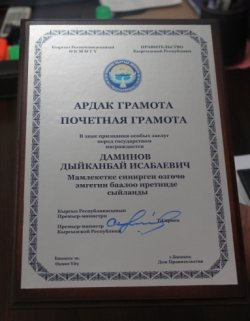 Кыргыз Республикасынын
ӨКМӨТҮ
ПРАВИТЕЛЬСТВО
Кыргызской Республики
АРДАК ГРАМОТА
ПОЧЕТНАЯ ГРАМОТА
В знак признания особых заслуг
перед государством
награждается
ДАМИНОВ
ДЫЙКАНБАЙ ИСАБАЕВИЧ
Мамлекетке сиңирген өзгөчө
эмгегин баалоо иретинде
сыйланды
Кыргыз Республикасынын
Премьер-министри
Премьер-министр
Кыргызской Республики
Бишкек ш.
Өкмөт Үйү
г.Бишкек
Дом Правительства